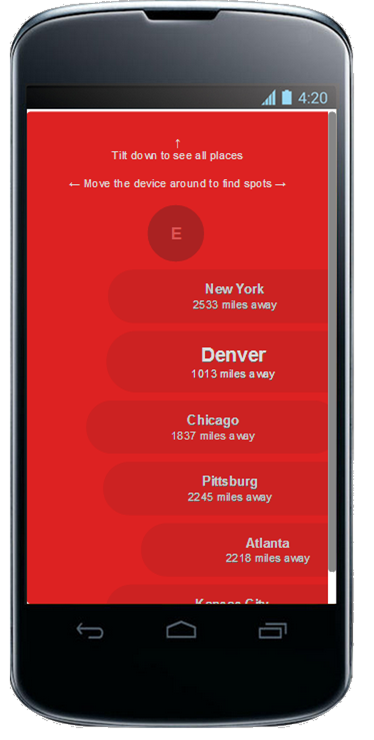 4:20
↑
Tilt down to see all places
← Move the device around to find spots →
E
New York
2533 miles away
Denver
1013 miles away
Chicago
1837 miles away
Pittsburg
2245 miles away
Atlanta
2218 miles away
Kansas City